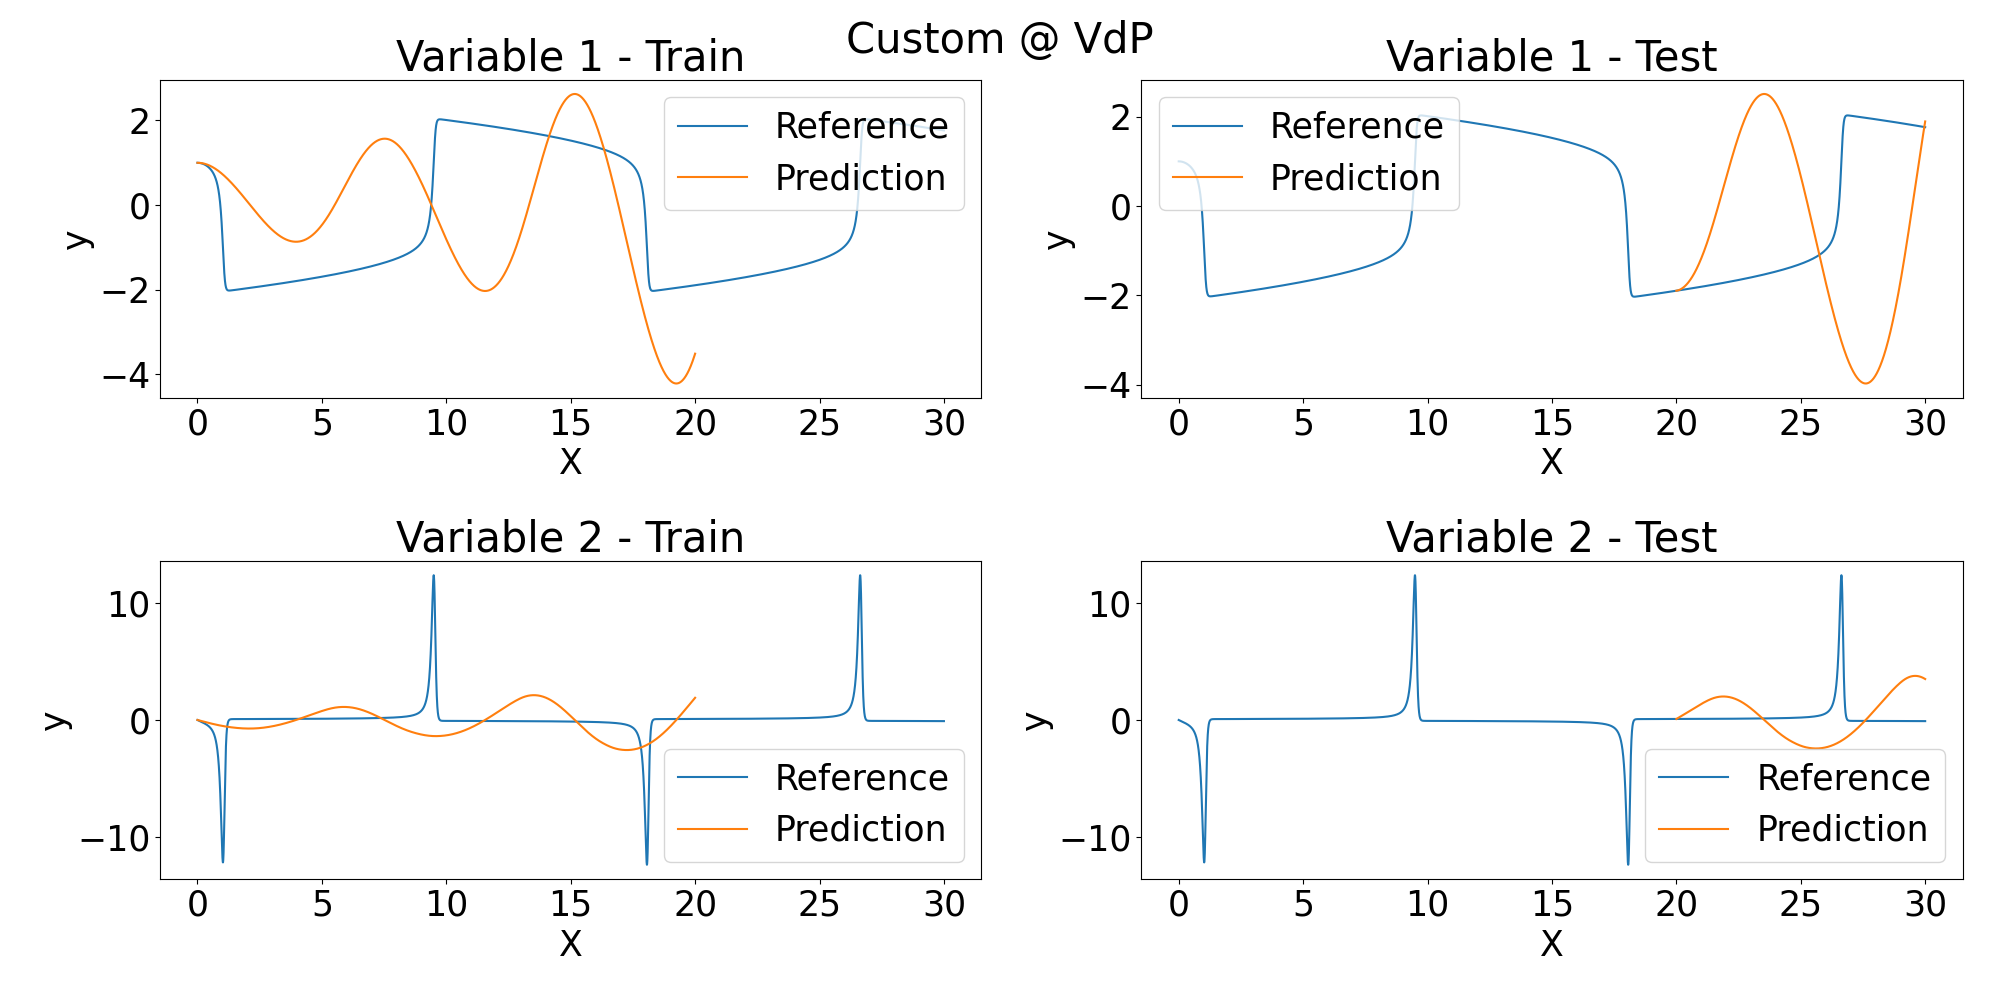 Custom @ VdP
Variable 1 - Train
Reference
Prediction
y
2
0
−2
−4
0 5 10 15 20 25 30
X
Variable 1 - Test
Reference
Prediction
y
2
0
−2
−4
0 5 10 15 20 25 30
X
Variable 2 - Train
Reference
Prediction
y
10
0
−10
0 5 10 15 20 25 30
X
Variable 2 - Test
Reference
Prediction
y
10
0
−10
0 5 10 15 20 25 30
X